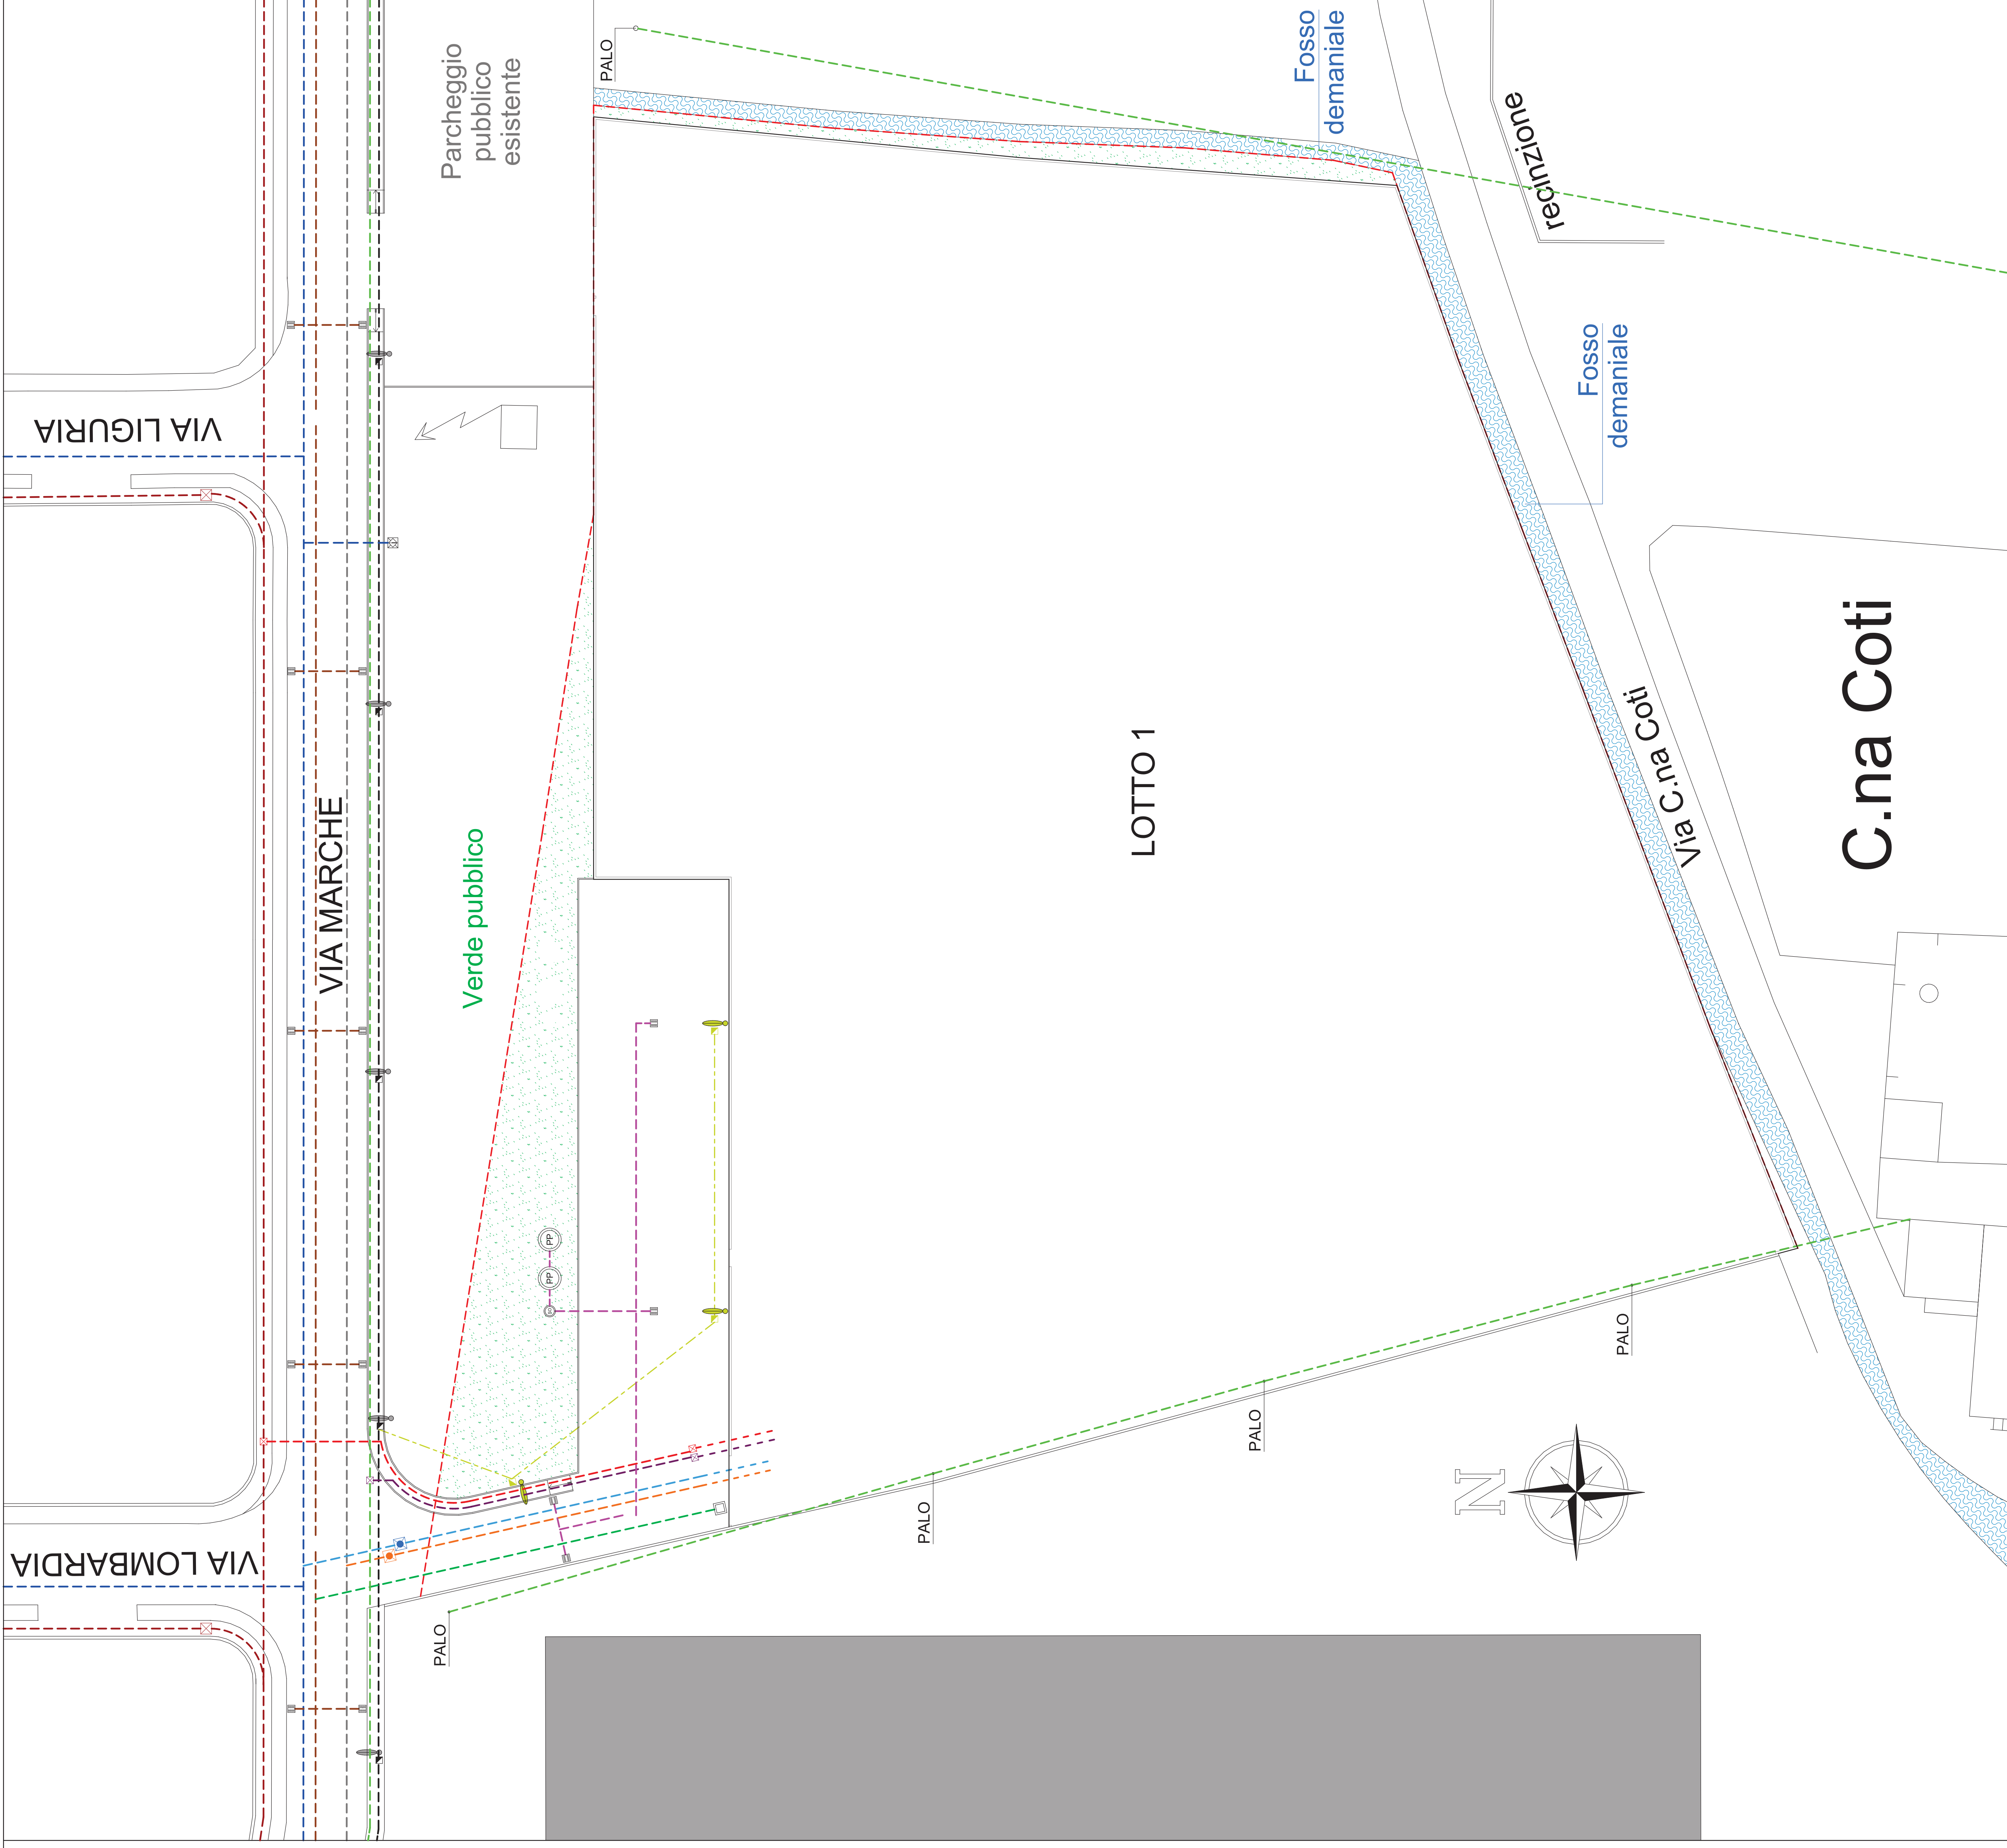 Parcheggio
pubblico
esistente
PALO
Fosso
demaniale
recinzione
VIA LIGURIA
Fosso
demaniale
VIA MARCHE
Verde pubblico
LOTTO 1
Via C.na Coti
C.na Coti
PP
PP
PALO
PALO
PALO
PALO
N
VIA LOMBARDIA